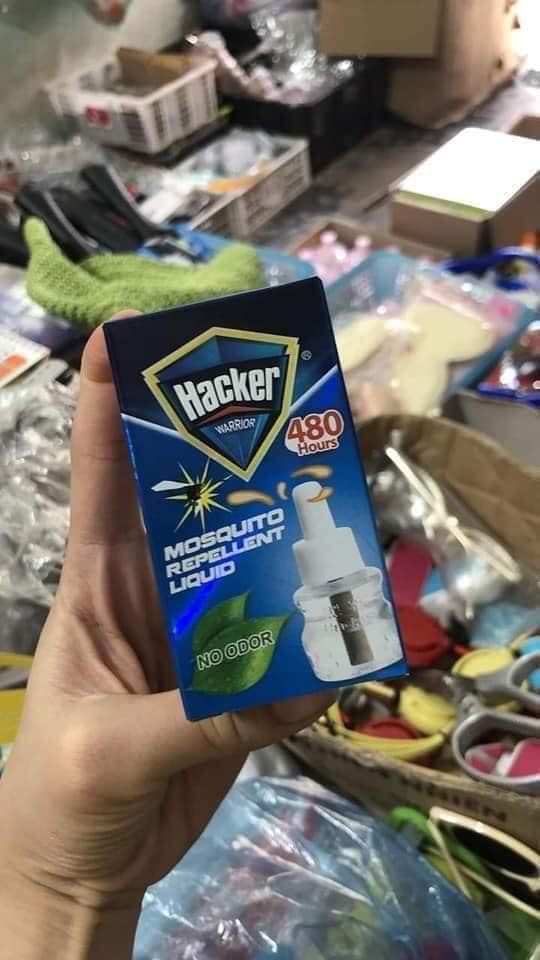 Hacker
®
WARRIOR
480
Hours
MOSQUITO
REPELLENT
LIQUID
NO ODOR